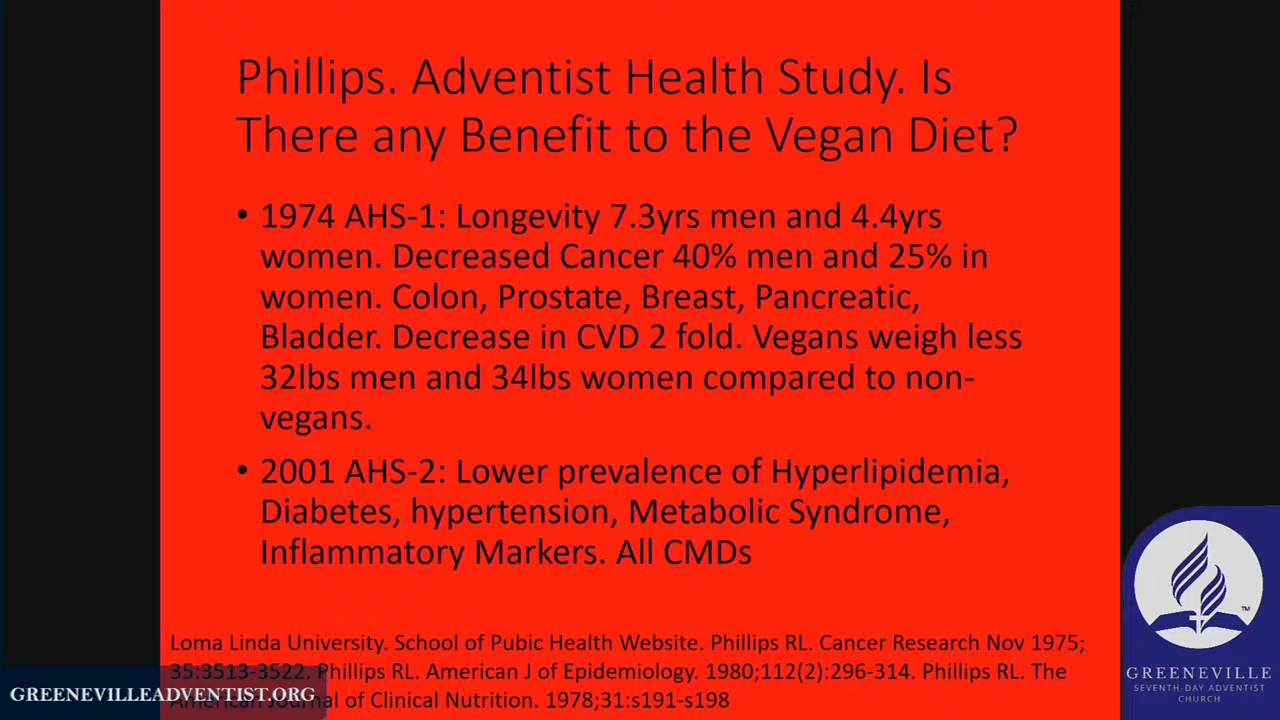 Phillips. Adventist Health Study. Is
There any Benefit to the Vegan Diet?
• 1974 AHS-1: Longevity 7.3yrs men and 4.4yrs
women. Decreased Cancer 40% men and 25% in
women. Colon, Prostate, Breast, Pancreatic,
Bladder. Decrease in CVD 2 fold. Vegans weigh less
32lbs men and 34lbs women compared to non-
vegans.
• 2001 AHS-2: Lower prevalence of Hyperlipidemia,
Diabetes, hypertension, Metabolic Syndrome,
Inflammatory Markers. All CMDs
Loma Linda University. School of Pubic Health Website. Phillips RL. Cancer Research Nov 1975;
35:3513-3522. Phillips RL. American J of Epidemiology. 1980;112(2):296-314. Phillips RL. The
American Journal of Clinical Nutrition. 1978;31:s191-s198
GREENEVILLEADVENTIST.ORG
TM
GREENEVILLE
SEVENTH-DAY ADVENTIST
CHURCH